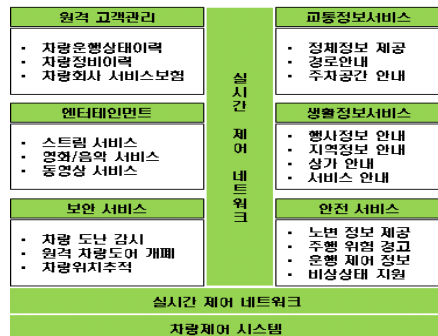 원격 고객관리
• 차량운행상태이력
• 차량정비이력
• 차량회사 서비스보험
엔터테인먼트
• 스트림 서비스
• 영화/음악 서비스
• 동영상 서비스
보안 서비스
• 차량 도난 감시
• 원격 차량도어 개폐
• 차량위치추적
실시간 제어 네트워크
교통정보서비스
• 정체정보 제공
• 경로안내
• 주차공간 안내
생활정보서비스
• 행사정보 안내
• 지역정보 안내
• 상가 안내
• 서비스 안내
안전 서비스
• 노변 정보 제공
• 주행 위험 경고
• 운행 제어 정보
• 비상상태 지원
실시간 제어 네트워크
차량제어 시스템